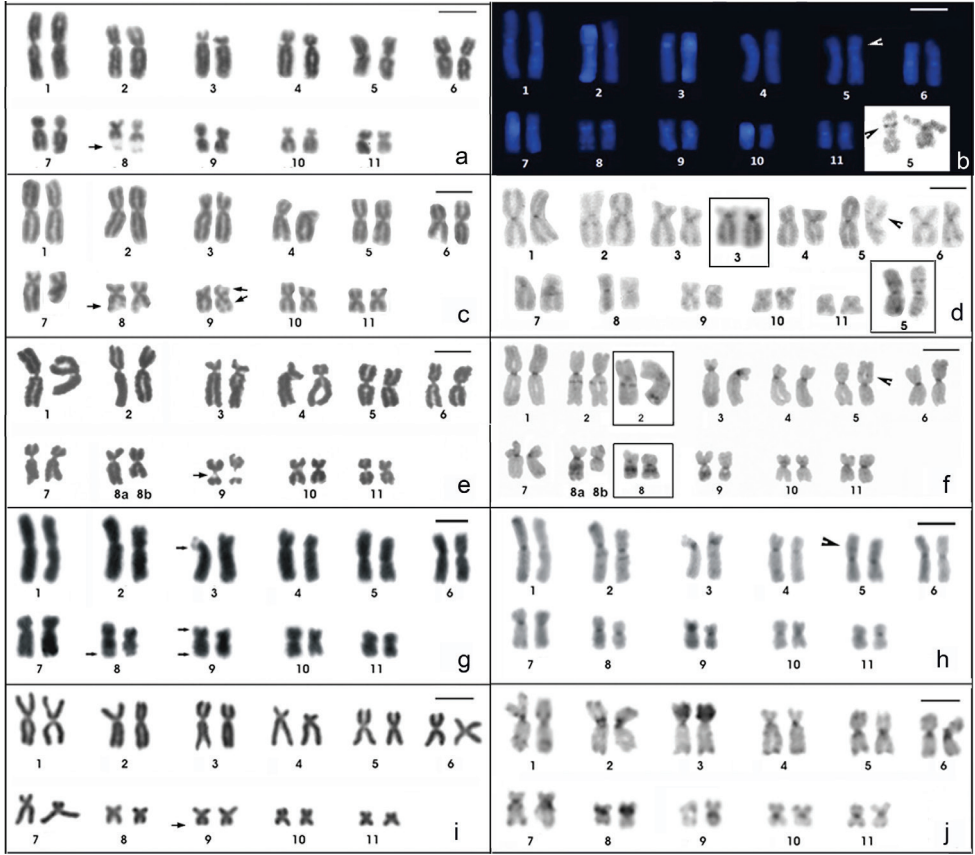 1 2 3 4 5 6
7 8 9 10 11 a
1 2 3 4 5 6
7 8 9 10 11 5 b
1 2 3 4 5 6
7 8 9 10 11 c
1 2 3 3 4 5 6
7 8 9 10 11 5 d
1 2 3 4 5 6
7 8a 8b 9 10 11 e
1 2 2 3 4 5 6
7 8a 8b 8 9 10 11 f
1 2 3 4 5 6
7 8 9 10 11 g
1 2 3 4 5 6
7 8 9 10 11 h
1 2 3 4 5 6
7 8 9 10 11 i
1 2 3 4 5 6
7 8 9 10 11 j